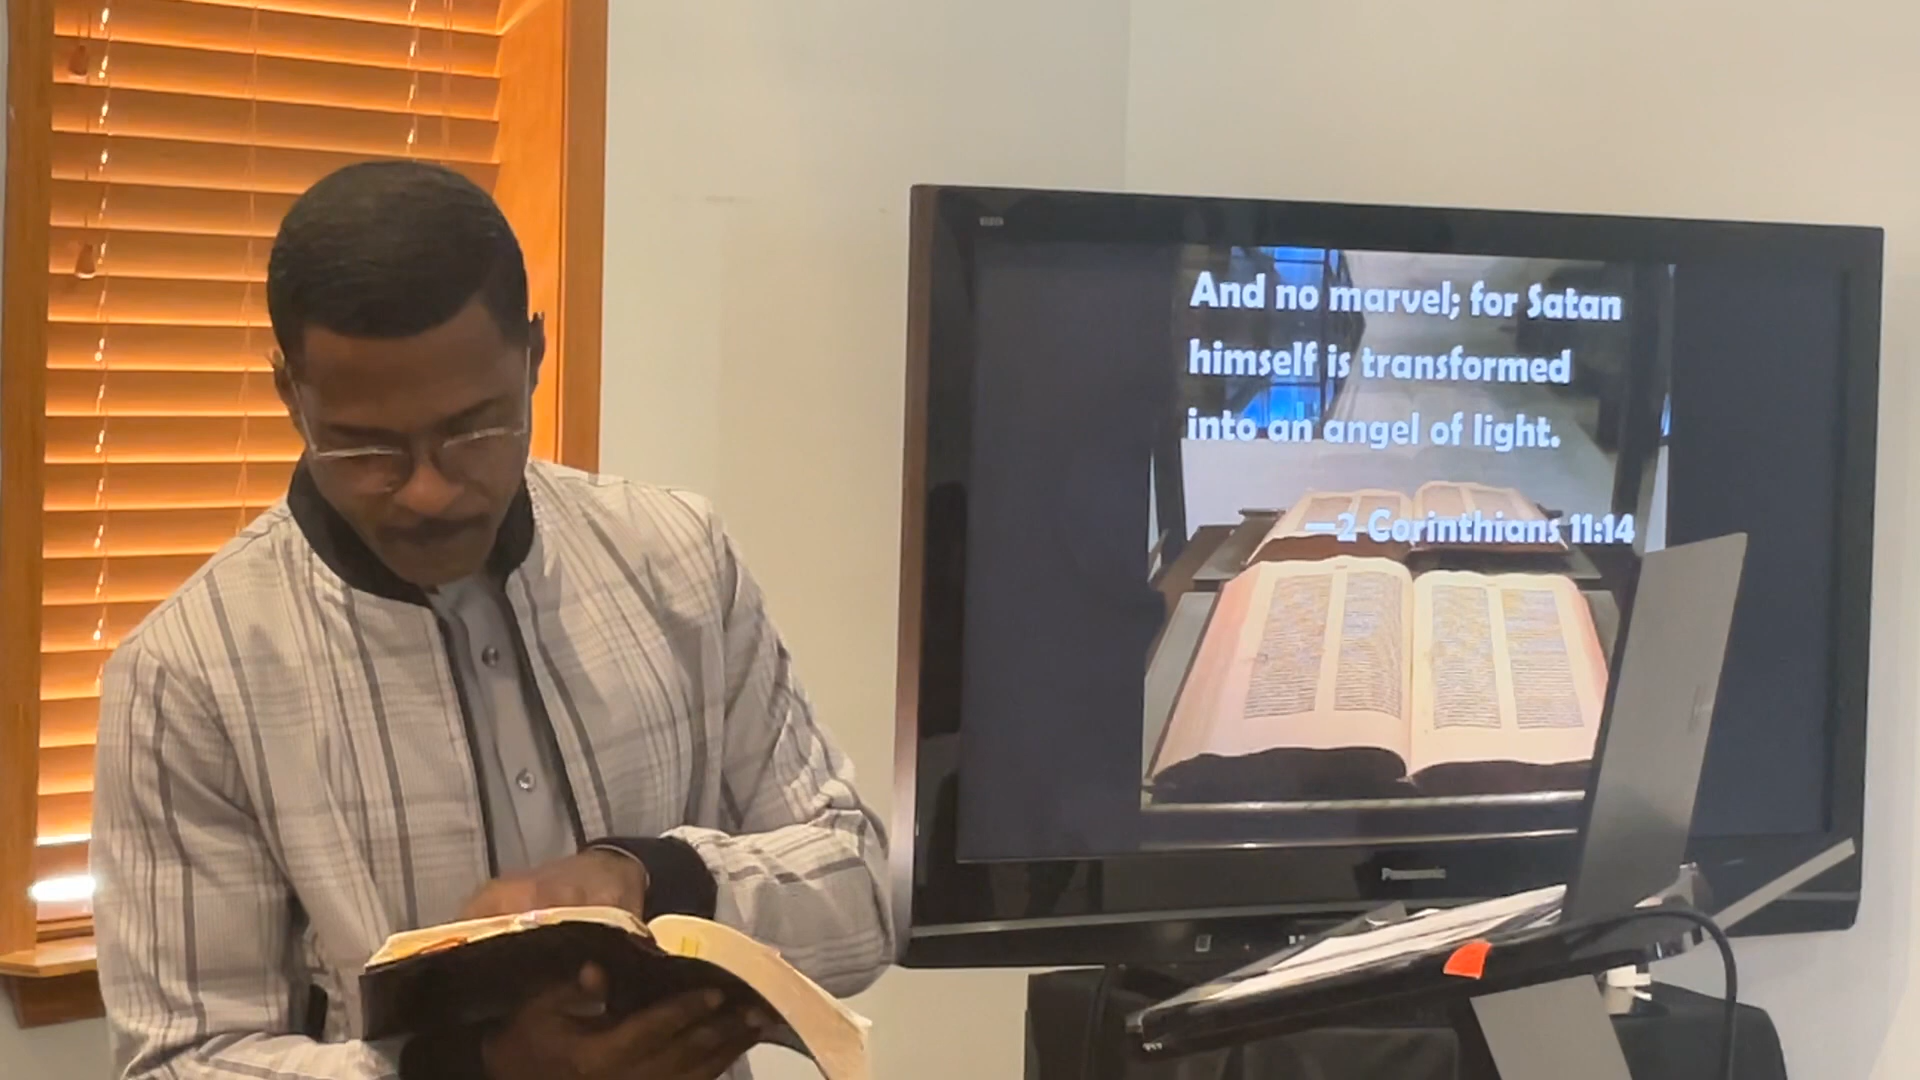 And no marvel; for Satan
himself is transformed
into an angel of light.
—2 Corinthians 11:14
Panasonic